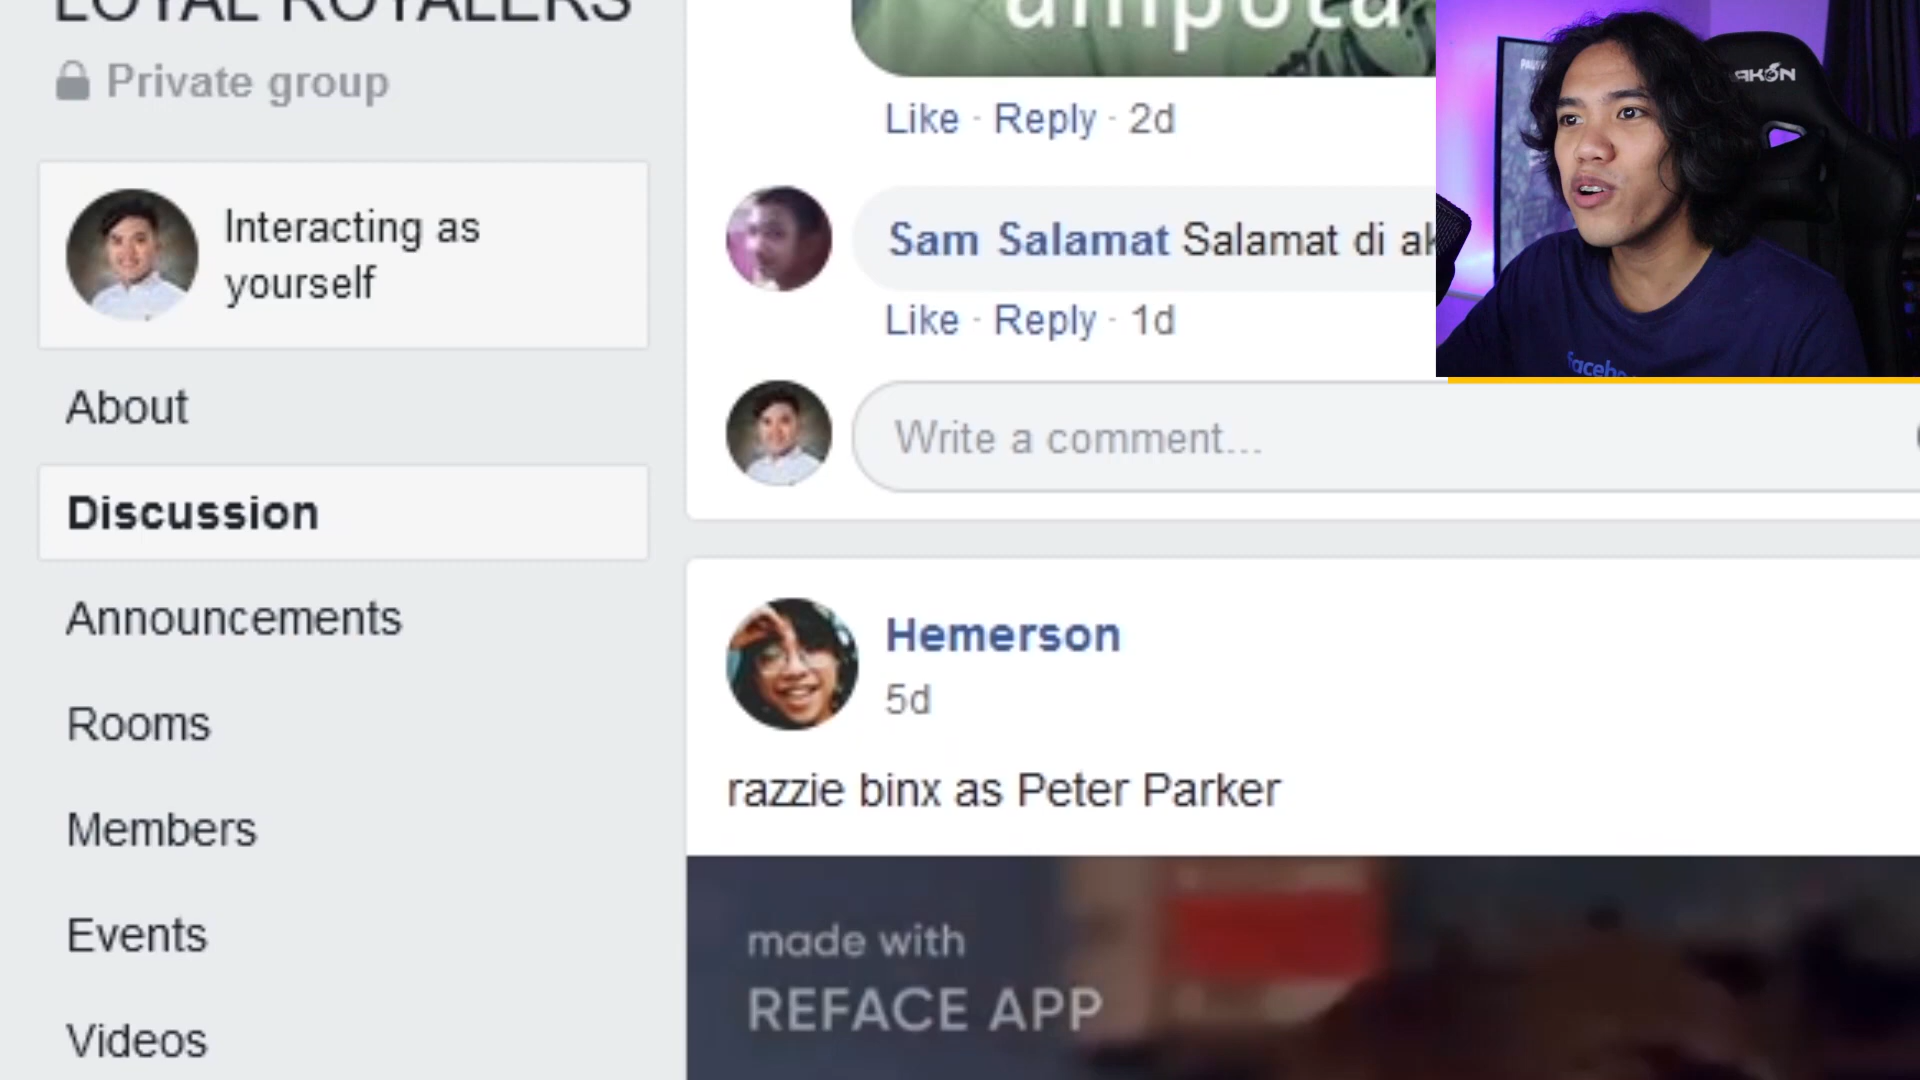 LOYAL ROYALERS
Private group
Interacting as
yourself
About
Discussion
Announcements
Rooms
Members
Events
Videos
ampota
Like · Reply · 2d
Sam Salamat Salamat di ak
Like · Reply · 1d
Write a comment...
Hemerson
5d
razzie binx as Peter Parker
made with
REFACE APP